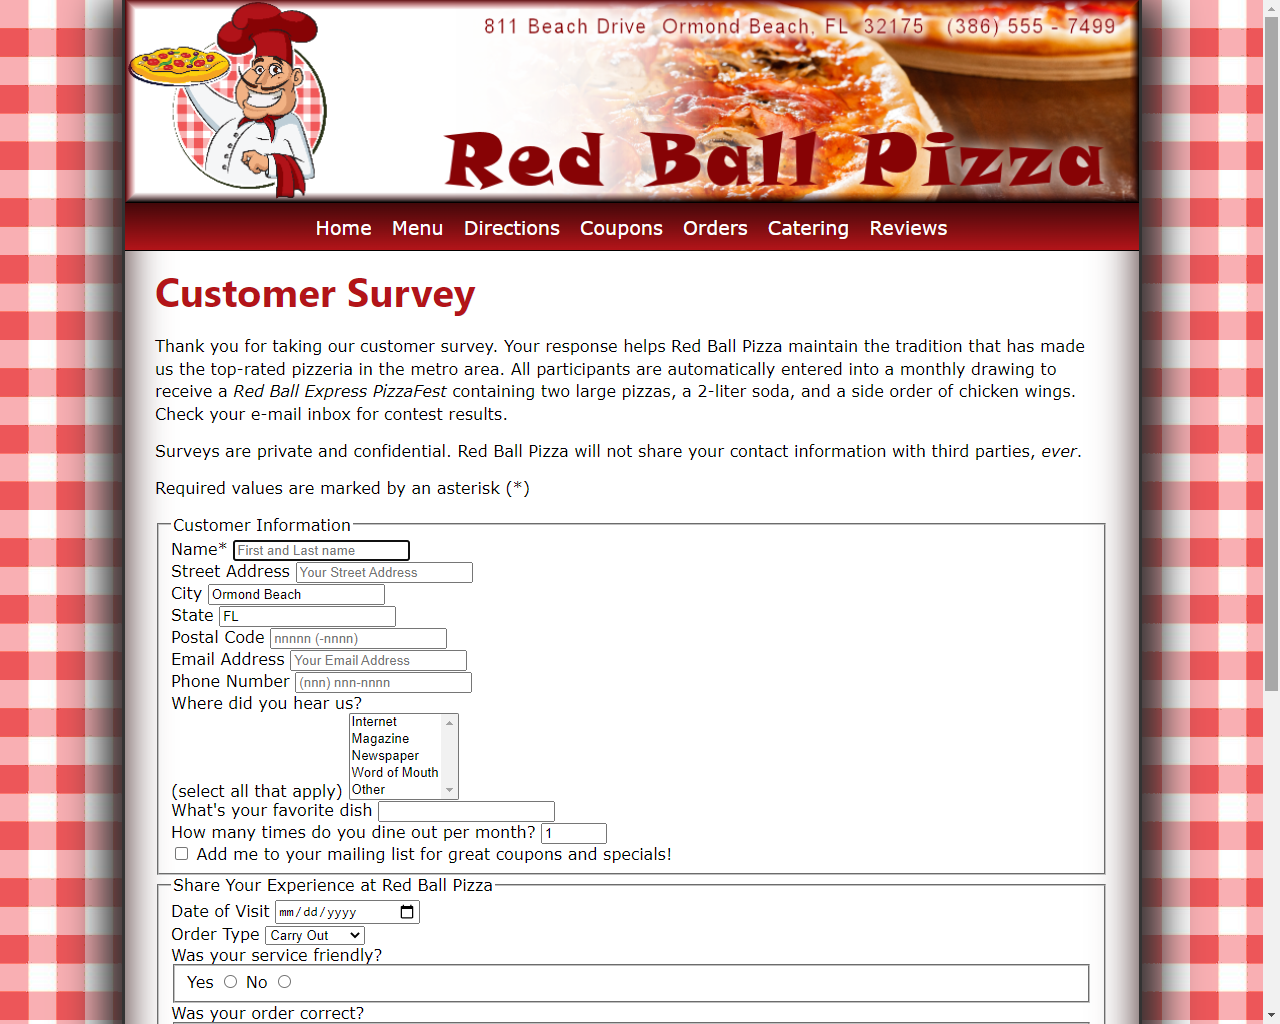 811 Beach Drive Ormond Beach, FL 32175 (386) 555 - 7499
Red Ball Pizza
Home Menu Directions Coupons Orders Catering Reviews
Customer Survey
Thank you for taking our customer survey. Your response helps Red Ball Pizza maintain the tradition that has made
us the top-rated pizzeria in the metro area. All participants are automatically entered into a monthly drawing to
receive a Red Ball Express PizzaFest containing two large pizzas, a 2-liter soda, and a side order of chicken wings.
Check your e-mail inbox for contest results.
Surveys are private and confidential. Red Ball Pizza will not share your contact information with third parties, ever.
Required values are marked by an asterisk (*)
Customer Information
Name* First and Last name
Street Address Your Street Address
City Ormond Beach
State FL
Postal Code nnnnn (-nnnn)
Email Address Your Email Address
Phone Number (nnn) nnn-nnnn
Where did you hear us?
Internet
Magazine
Newspaper
Word of Mouth
(select all that apply) Other
What's your favorite dish
How many times do you dine out per month? 1
Add me to your mailing list for great coupons and specials!
Share Your Experience at Red Ball Pizza
Date of Visit mm/dd/yyyy
Order Type Carry Out
Was your service friendly?
Yes No
Was your order correct?